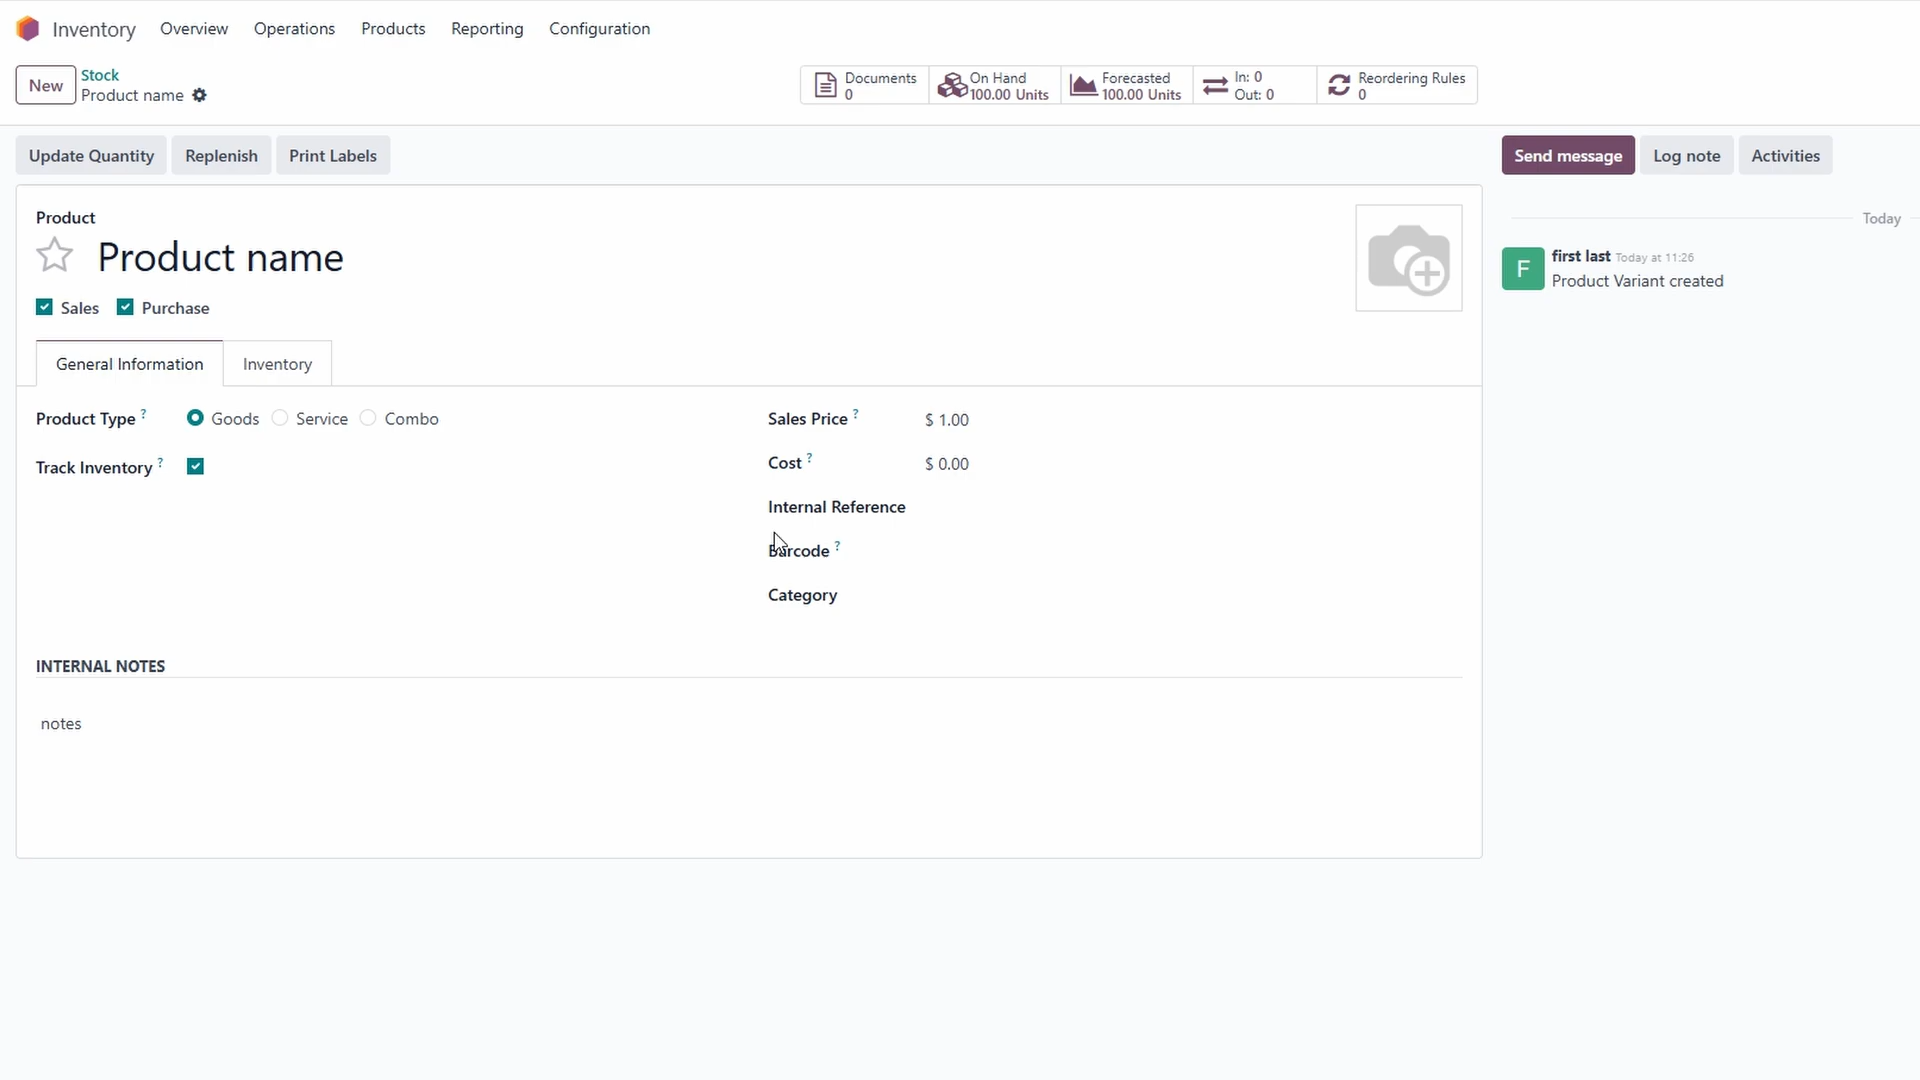 Inventory Overview Operations Products Reporting Configuration
New
Stock
Product name
Documents
0
On Hand
100.00 Units
Forecasted
100.00 Units
In: 0
Out: 0
Reordering Rules
0
Update Quantity Replenish Print Labels
Send message Log note Activities
Product
Product name
Sales Purchase
Today
F
first last Today at 11:26
Product Variant created
General Information Inventory
Product Type ? Goods Service Combo
Track Inventory ?
Sales Price ? $ 1.00
Cost ? $ 0.00
Internal Reference
Barcode ?
Category
INTERNAL NOTES
notes